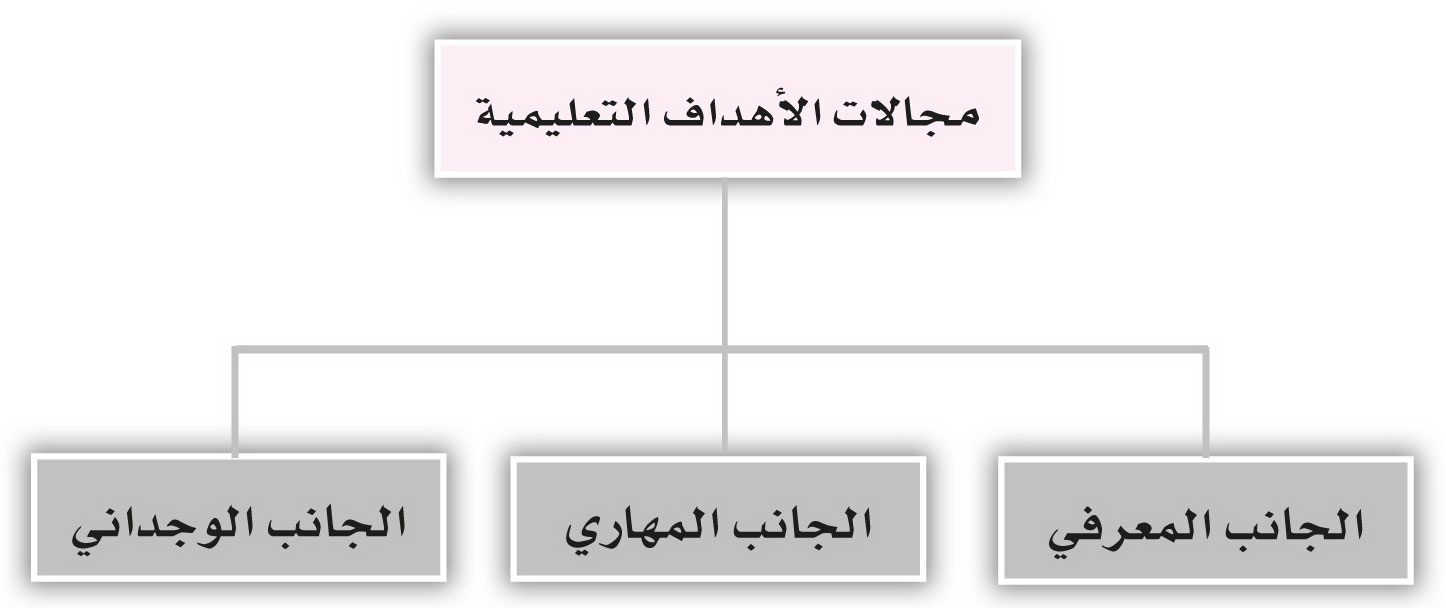 مجالات الأهداف التعليمية
الجانب المعرفي
الجانب المهاري
الجانب الوجداني